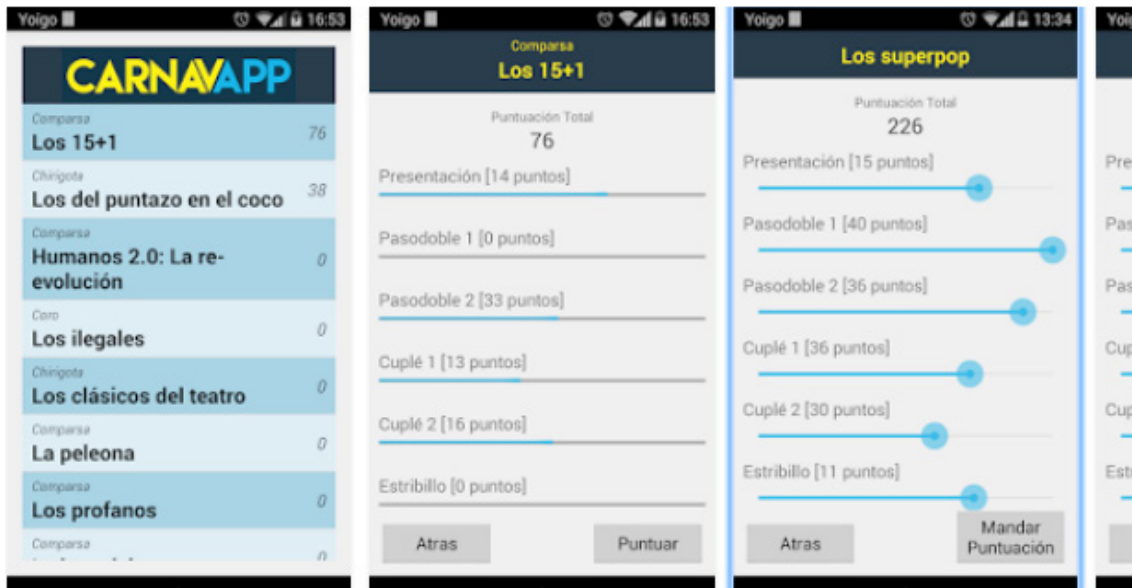 Yoigo 16:53
CARNAVAPP
Comparsa
Los 15+1 76
Chirigota
Los del puntazo en el coco 38
Comparsa
Humanos 2.0: La re-
evolución 0
Coro
Los ilegales 0
Chirigota
Los clásicos del teatro 0
Comparsa
La peleona 0
Comparsa
Los profanos 0
Comparsa
Yoigo 16:53
Comparsa
Los 15+1
Puntuación Total
76
Presentación [14 puntos]
Pasodoble 1 [0 puntos]
Pasodoble 2 [33 puntos]
Cuplé 1 [13 puntos]
Cuplé 2 [16 puntos]
Estribillo [0 puntos]
Atras Puntuar
Yoigo 13:34
Los superpop
Puntuación Total
226
Presentación [15 puntos]
Pasodoble 1 [40 puntos]
Pasodoble 2 [36 puntos]
Cuplé 1 [36 puntos]
Cuplé 2 [30 puntos]
Estribillo [11 puntos]
Atras Mandar
Puntuación